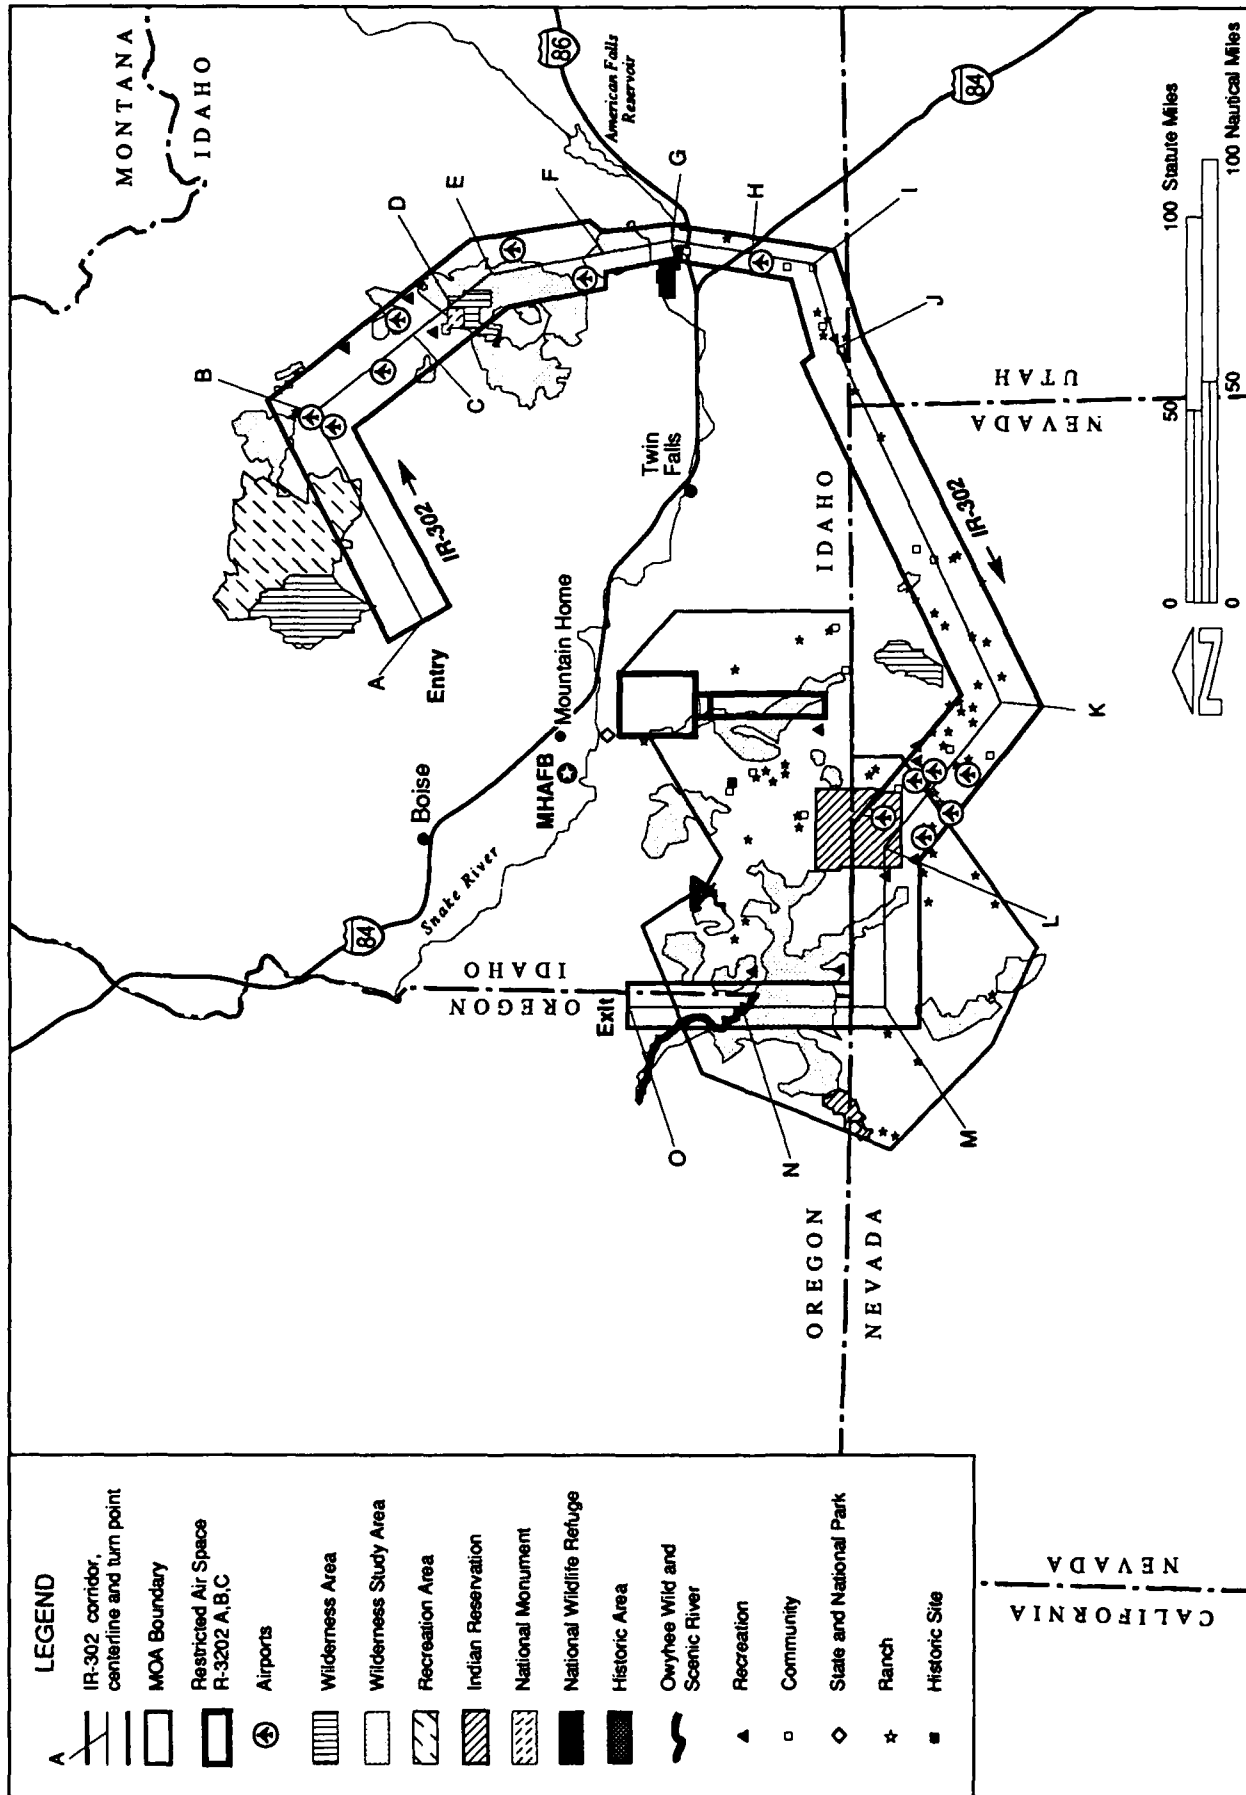 LEGEND
A
IR-302 corridor,
centerline and turn point
MOA Boundary
Restricted Air Space
R-3202 A,B,C
Airports
Wilderness Area
Wilderness Study Area
Recreation Area
Indian Reservation
National Monument
National Wildlife Refuge
Historic Area
Owyhee Wild and
Scenic River
Recreation
Community
State and National Park
Ranch
Historic Site
MONTANA
IDAHO
86
American Falls
Reservoir
84
Boise
Snake River
84
Mountain Home
MHAFB
Twin
Falls
OREGON
IDAHO
Entry
IR-302
A
B
C
D
E
F
G
H
I
J
K
L
M
N
O
Exit
IDAHO
NEVADA
UTAH
IR-302
OREGON
NEVADA
CALIFORNIA
NEVADA
0
50
100 Statute Miles
0
50
100 Nautical Miles
N